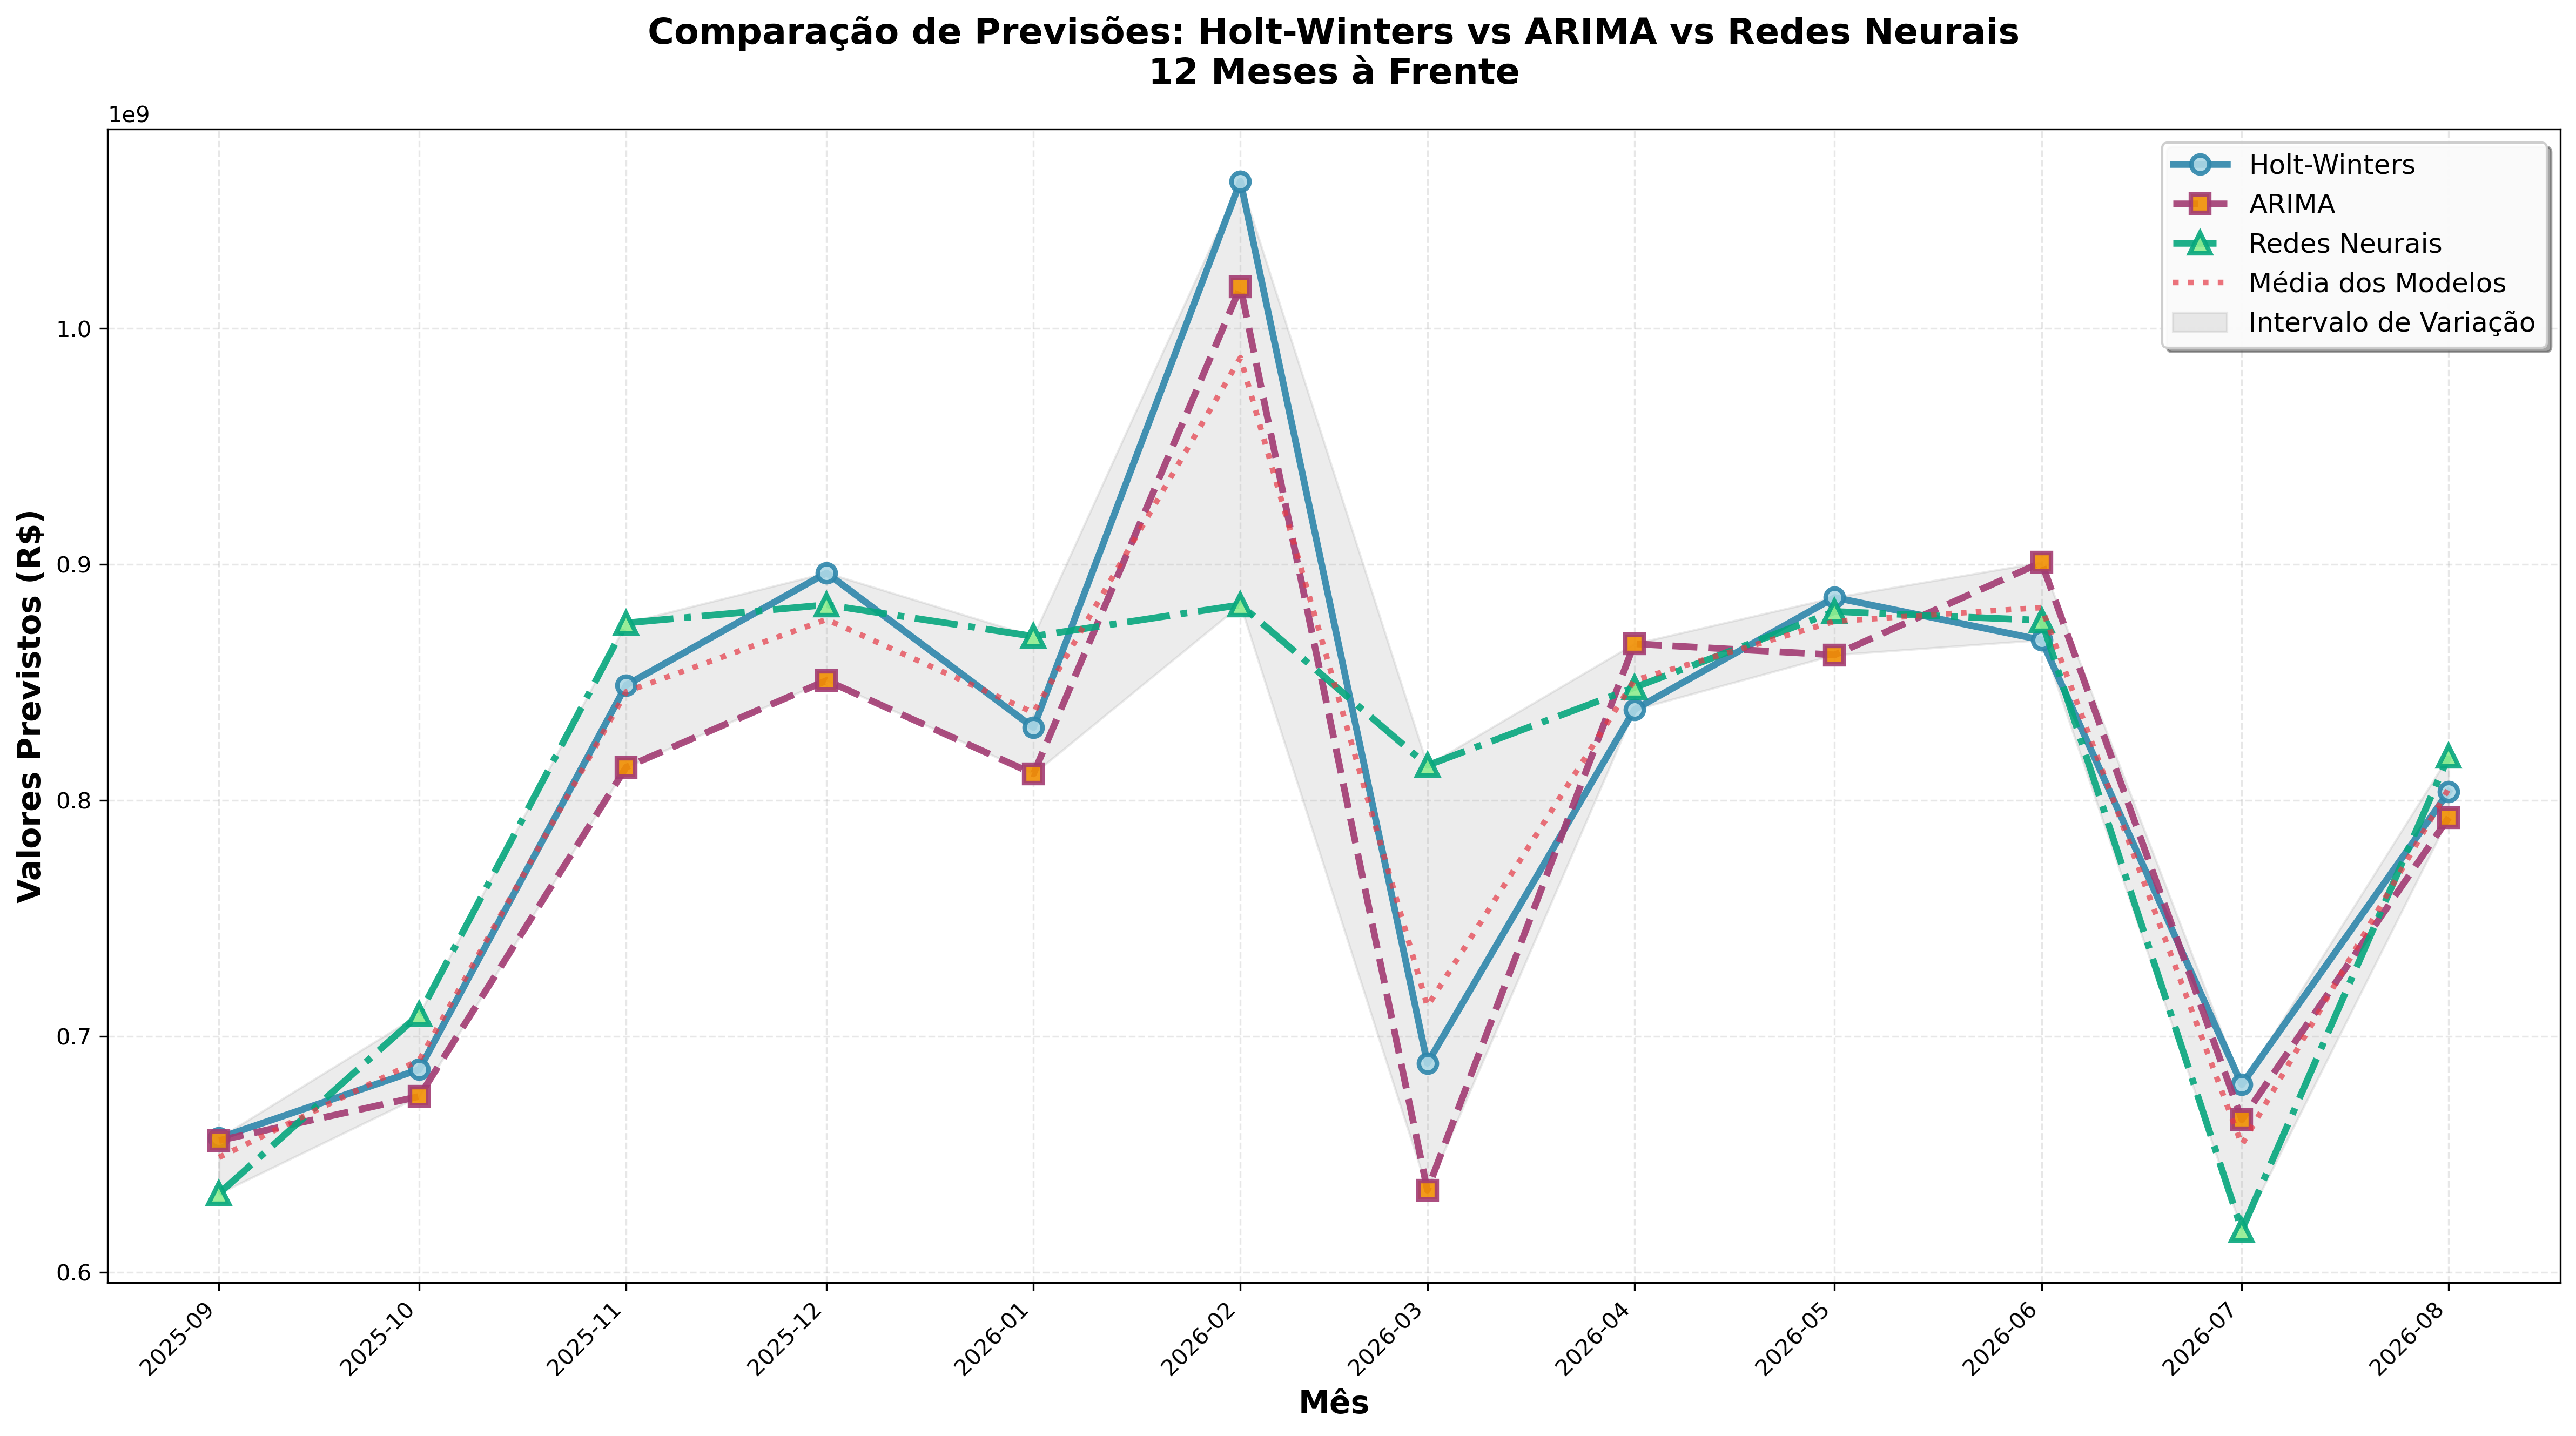 Comparação de Previsões: Holt-Winters vs ARIMA vs Redes Neurais
12 Meses à Frente
1e9
Holt-Winters
ARIMA
Redes Neurais
Média dos Modelos
Intervalo de Variação
Valores Previstos (R$)
1.0
0.9
0.8
0.7
0.6
2025-09
2025-10
2025-11
2025-12
2026-01
2026-02
2026-03
2026-04
2026-05
2026-06
2026-07
2026-08
Mês